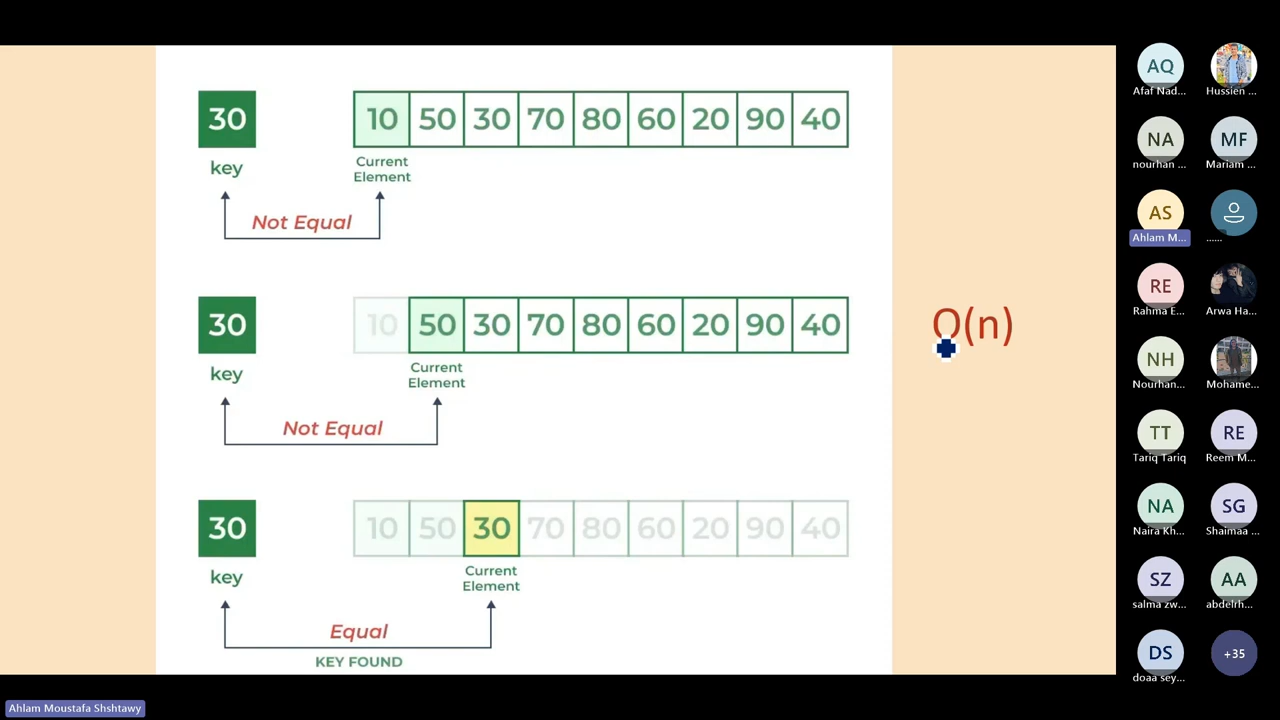 30
10 50 30 70 80 60 20 90 40
key
Current
Element
Not Equal
30
10 50 30 70 80 60 20 90 40
key
Current
Element
Not Equal
30
10 50 30 70 80 60 20 90 40
key
Current
Element
Equal
KEY FOUND
O(n)
AQ
Afaf Nad...
Hussien ...
NA
nourhan ...
MF
Mariam ...
AS
Ahlam M...
......
RE
Rahma E...
Arwa Ha...
NH
Nourhan...
Mohame...
TT
Tariq Tariq
RE
Reem M...
NA
Naira Kh...
SG
Shaimaa ...
SZ
salma zw...
AA
abdelrh...
DS
doaa sey...
+35
Ahlam Moustafa Shshtawy